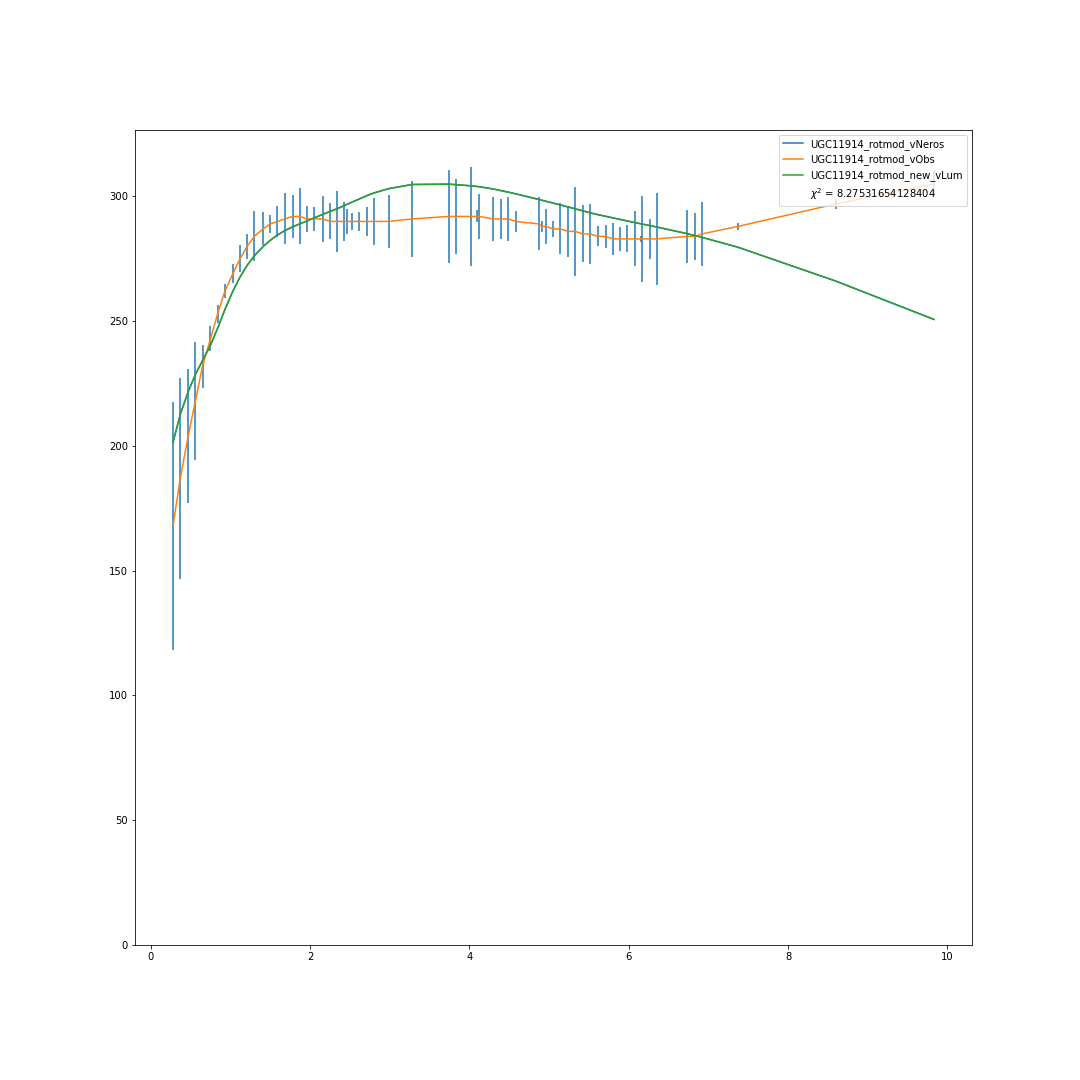 UGC11914_rotmod_vNeros
UGC11914_rotmod_vObs
UGC11914_rotmod_new_vLum
χ² = 8.27531654128404
300
250
200
150
100
50
0
0 2 4 6 8 10